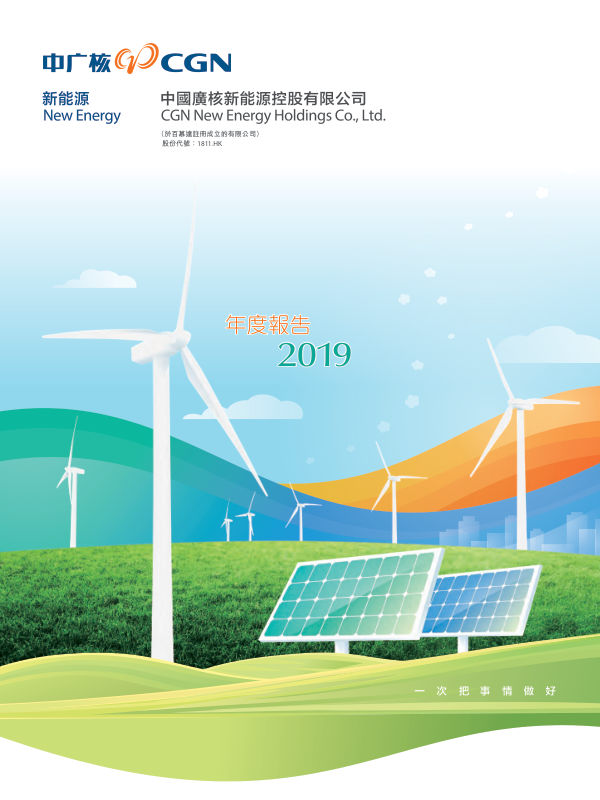 中广核 CGN
新能源
New Energy
中國廣核新能源控股有限公司
CGN New Energy Holdings Co., Ltd.
（於百慕達註冊成立的有限公司）
股份代號：1811.HK
年度報告
2019
一次把事情做好